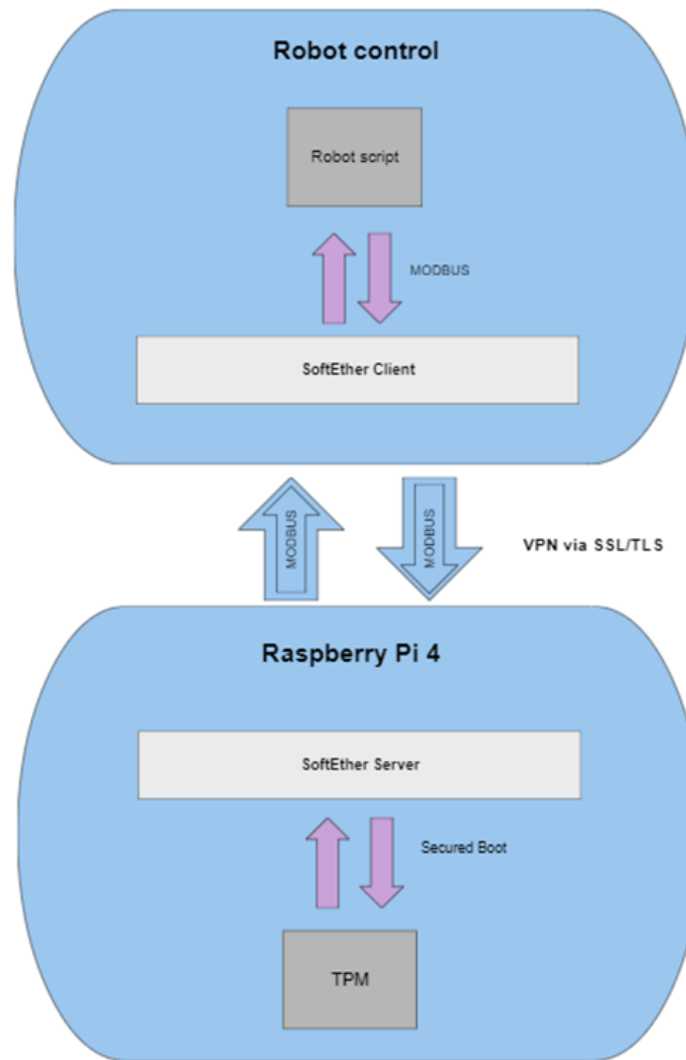 Robot control
Robot script
MODBUS
SoftEther Client
MODBUS
MODBUS
VPN via SSL/TLS
Raspberry Pi 4
SoftEther Server
Secured Boot
TPM